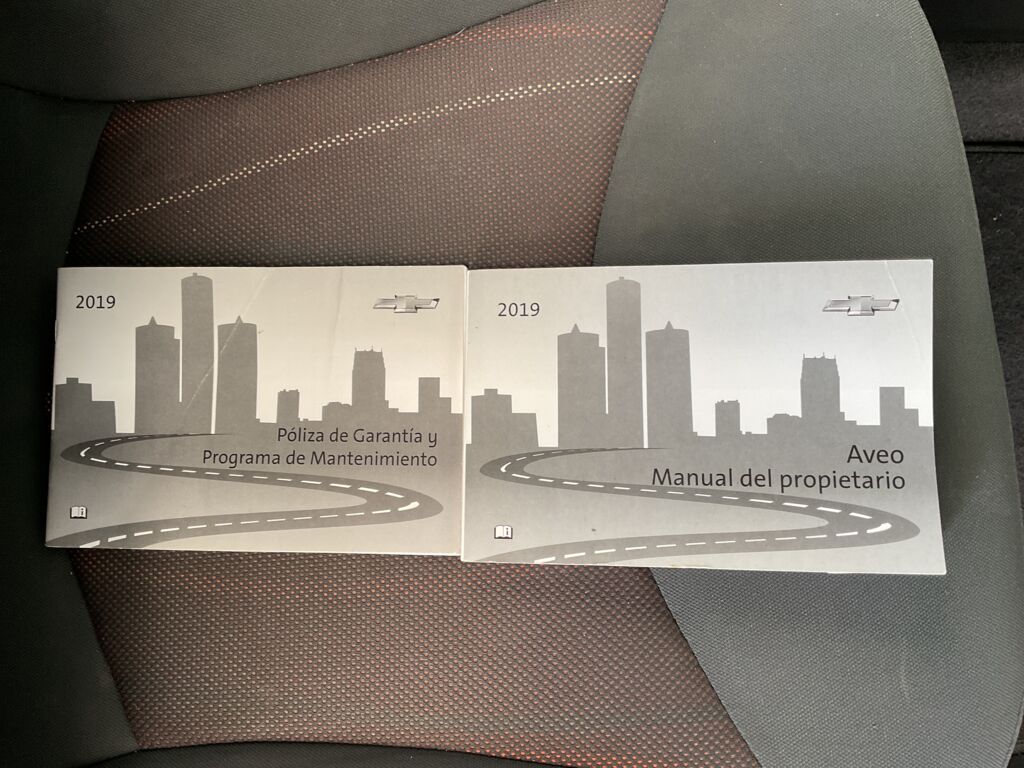 2019
Póliza de Garantía y
Programa de Mantenimiento
2019
Aveo
Manual del propietario